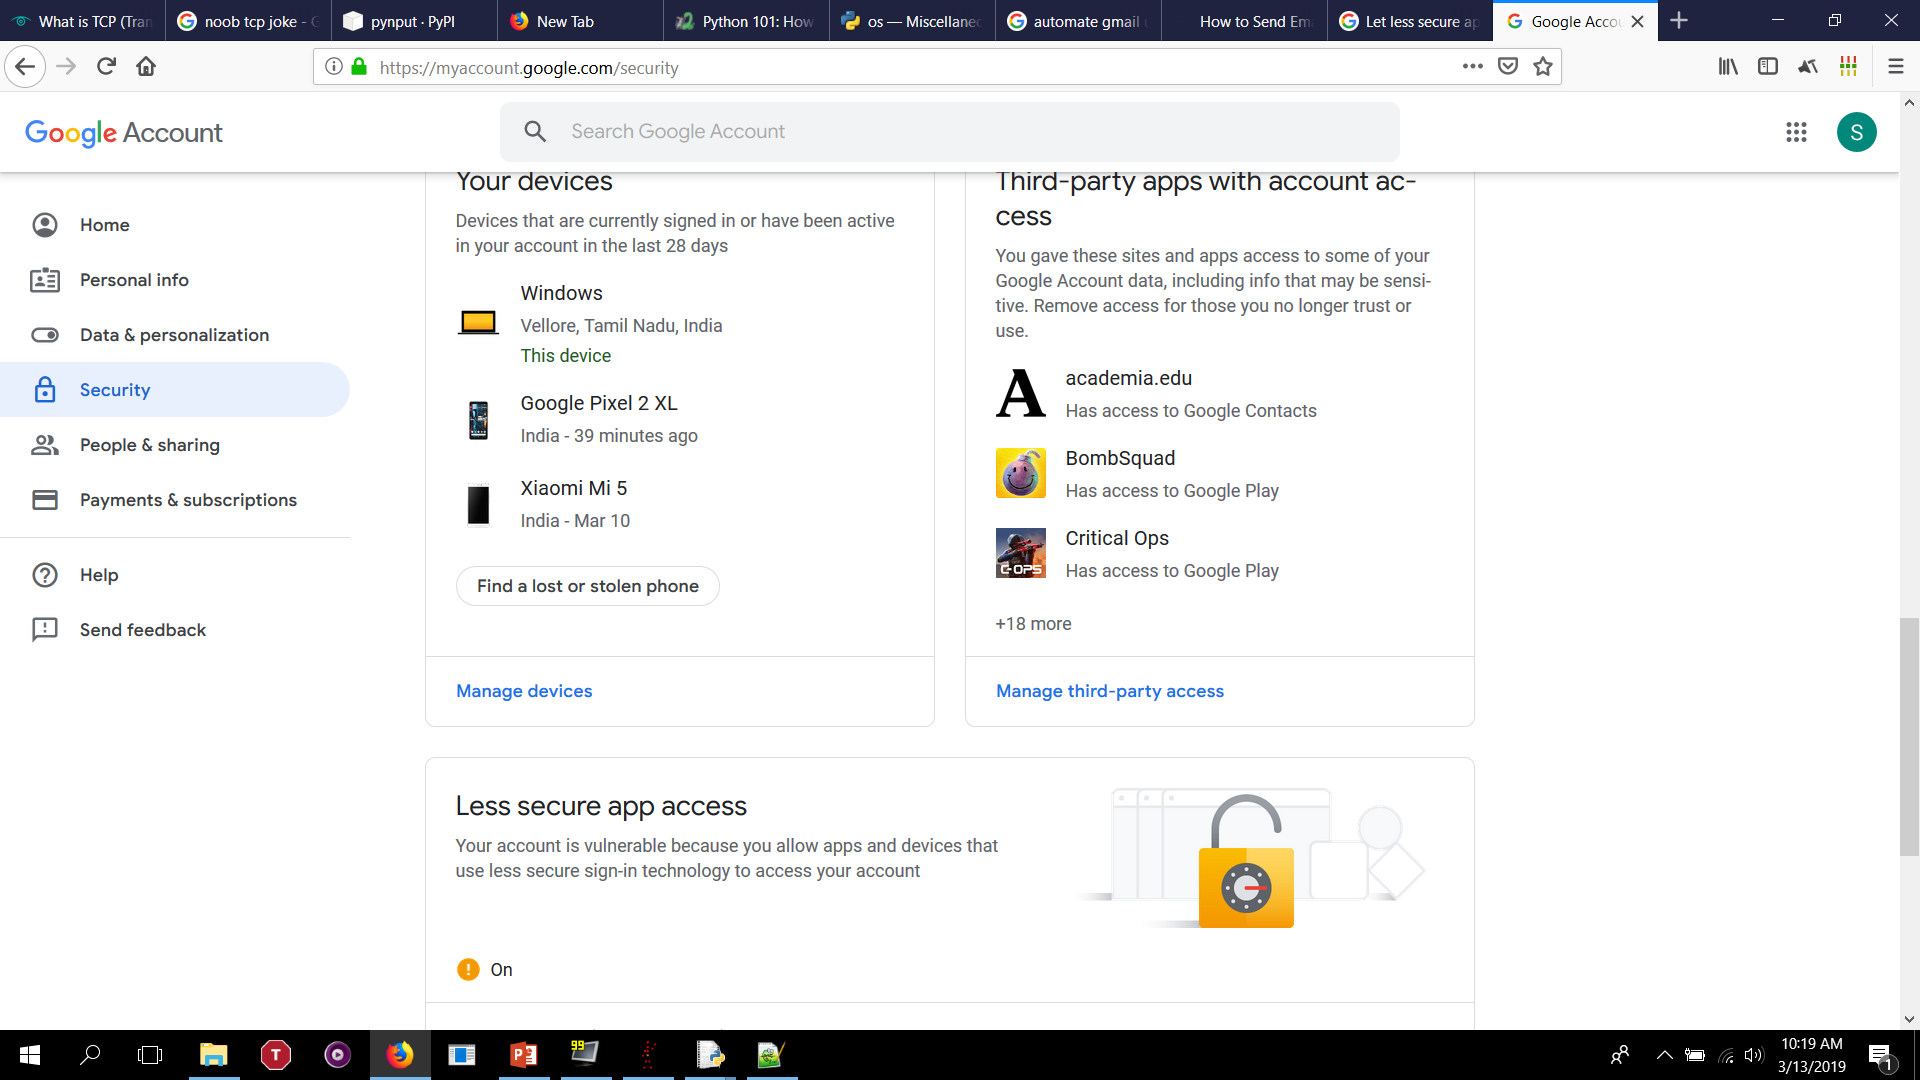 What is TCP (Tran
noob tcp joke - G
pynput · PyPI
New Tab
Python 101: How
os — Miscellanec
automate gmail
How to Send Em
Let less secure ap
Google Accou
https://myaccount.google.com/security
Google Account
Search Google Account
S
Home
Personal info
Data & personalization
Security
People & sharing
Payments & subscriptions
Help
Send feedback
Your devices
Devices that are currently signed in or have been active
in your account in the last 28 days
Windows
Vellore, Tamil Nadu, India
This device
Google Pixel 2 XL
India - 39 minutes ago
Xiaomi Mi 5
India - Mar 10
Find a lost or stolen phone
Manage devices
Third-party apps with account ac-
cess
You gave these sites and apps access to some of your
Google Account data, including info that may be sensi-
tive. Remove access for those you no longer trust or
use.
A
academia.edu
Has access to Google Contacts
BombSquad
Has access to Google Play
C-OPS
Critical Ops
Has access to Google Play
+18 more
Manage third-party access
Less secure app access
Your account is vulnerable because you allow apps and devices that
use less secure sign-in technology to access your account
On
T
99
10:19 AM
3/13/2019
1